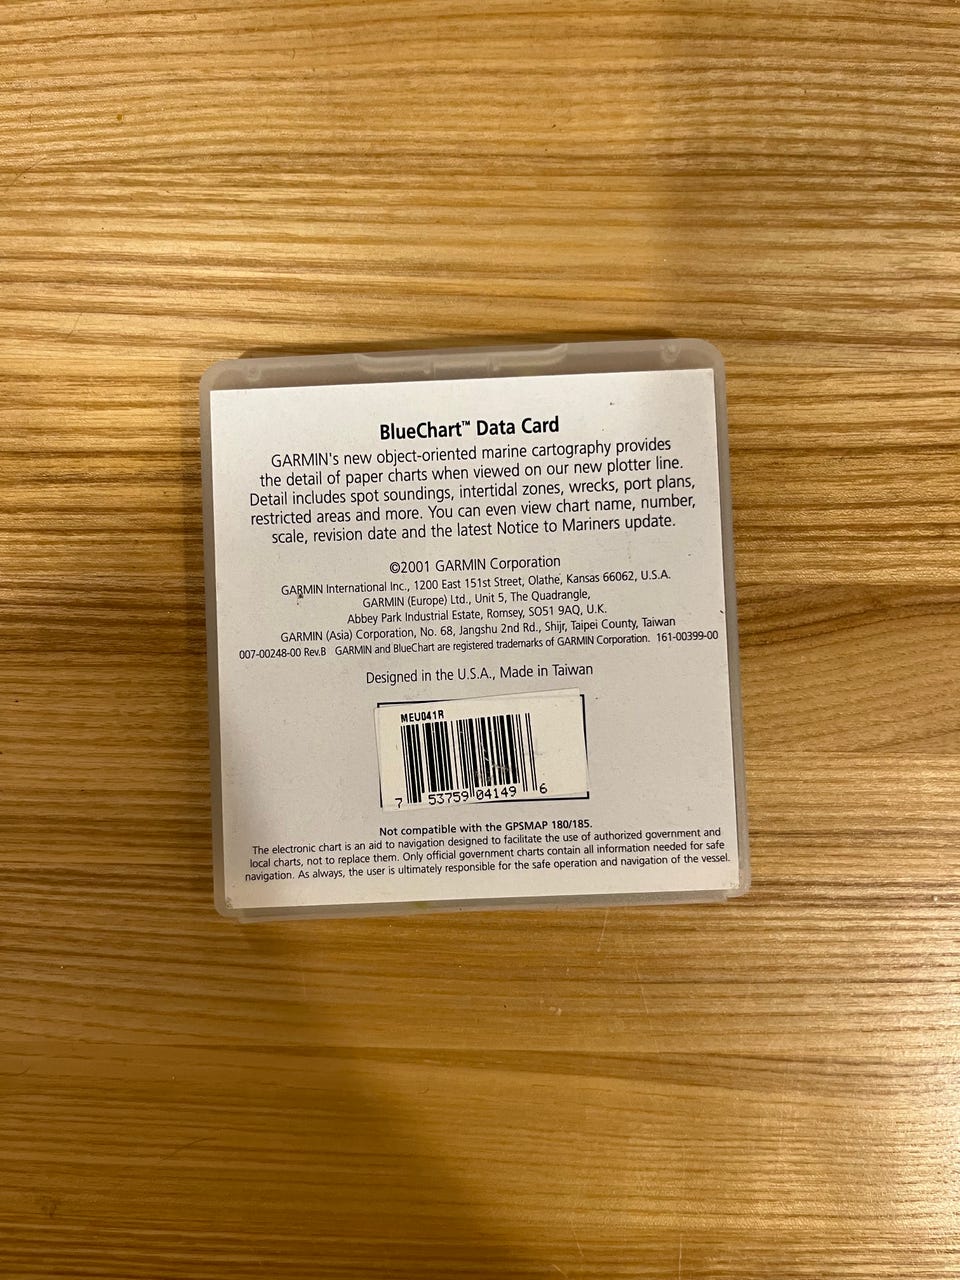 BlueChart™ Data Card
GARMIN's new object-oriented marine cartography provides
the detail of paper charts when viewed on our new plotter line.
Detail includes spot soundings, intertidal zones, wrecks, port plans,
restricted areas and more. You can even view chart name, number,
scale, revision date and the latest Notice to Mariners update.
©2001 GARMIN Corporation
GARMIN International Inc., 1200 East 151st Street, Olathe, Kansas 66062, U.S.A.
GARMIN (Europe) Ltd., Unit 5, The Quadrangle,
Abbey Park Industrial Estate, Romsey, SO51 9AQ, U.K.
GARMIN (Asia) Corporation, No. 68, Jangshu 2nd Rd., Shijr, Taipei County, Taiwan
007-00248-00 Rev.B GARMIN and BlueChart are registered trademarks of GARMIN Corporation. 161-00399-00
Designed in the U.S.A., Made in Taiwan
MEU041R
7 53759 04149 6
Not compatible with the GPSMAP 180/185.
The electronic chart is an aid to navigation designed to facilitate the use of authorized government and
local charts, not to replace them. Only official government charts contain all information needed for safe
navigation. As always, the user is ultimately responsible for the safe operation and navigation of the vessel.